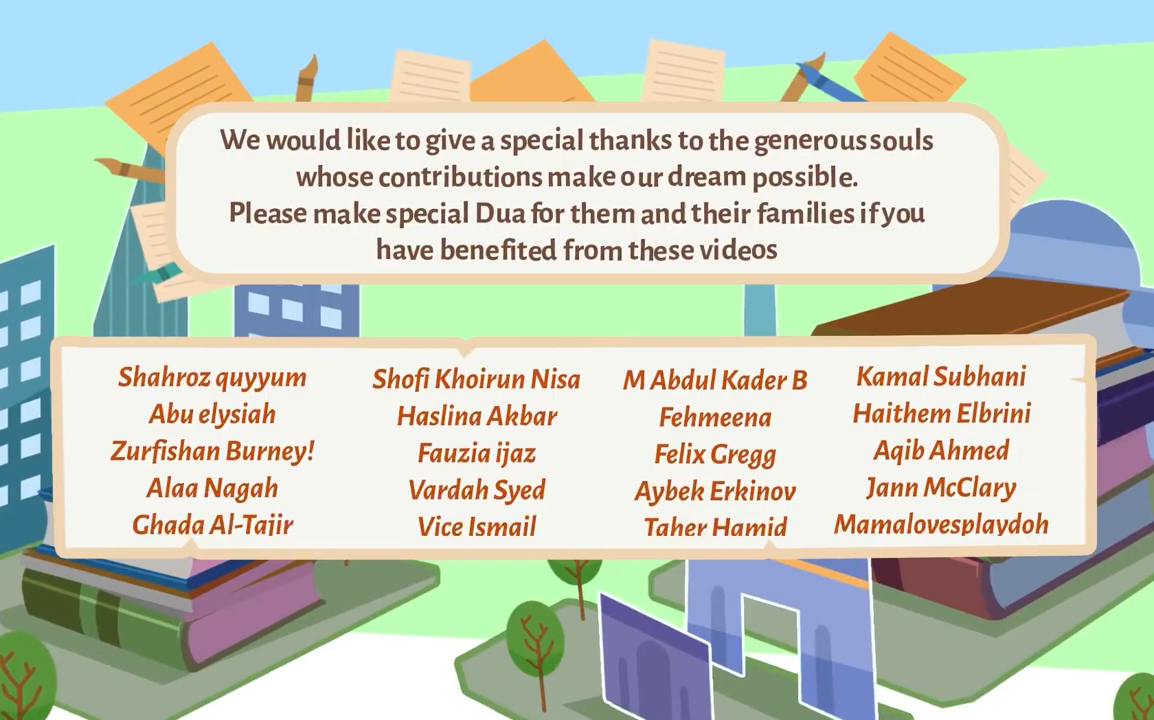 We would like to give a special thanks to the generous souls
whose contributions make our dream possible.
Please make special Dua for them and their families if you
have benefited from these videos
Shahroz quyyum
Abu elysiah
Zurfishan Burney!
Alaa Nagah
Ghada Al-Tajir
Shofi Khoirun Nisa
Haslina Akbar
Fauzia ijaz
Vardah Syed
Vice Ismail
M Abdul Kader B
Fehmeena
Felix Gregg
Aybek Erkinov
Taher Hamid
Kamal Subhani
Haithem Elbrini
Aqib Ahmed
Jann McClary
Mamalovesplaydoh